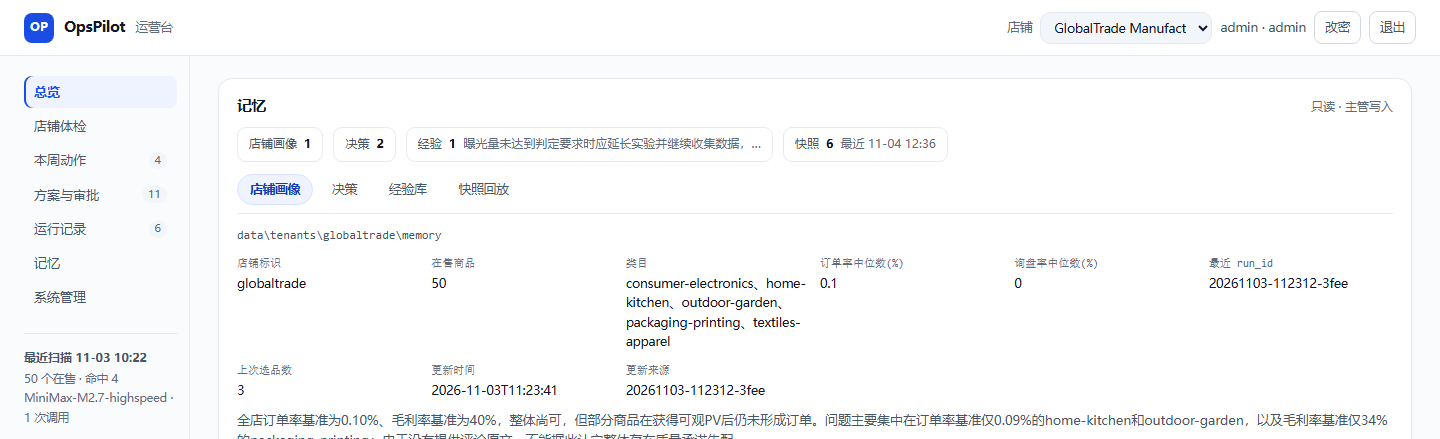 OP OpsPilot 运营台 店铺 GlobalTrade Manufact admin · admin 改密 退出
总览
店铺体检
本周动作 4
方案与审批 11
运行记录 6
记忆
系统管理
最近扫描 11-03 10:22
50 个在售 · 命中 4
MiniMax-M2.7-highspeed ·
1 次调用
记忆 只读 · 主管写入
店铺画像 1 决策 2 经验 1 曝光量未达到判定要求时应延长实验并继续收集数据, ... 快照 6 最近 11-04 12:36
店铺画像 决策 经验库 快照回放
data\tenants\globaltrade\memory
店铺标识 在售商品 类目 订单率中位数(%) 询盘率中位数(%) 最近 run_id
globaltrade 50 consumer-electronics、home- 0.1 0 20261103-112312-3fee
kitchen、outdoor-garden、
packaging-printing、textiles-
apparel
上次选品数 更新时间 更新来源
3 2026-11-03T11:23:41 20261103-112312-3fee
全店订单率基准为0.10%、毛利率基准为40%，整体尚可，但部分商品在获得可观PV后仍未形成订单。问题主要集中在订单率基准仅0.09%的home-kitchen和outdoor-garden，以及毛利率基准仅34%